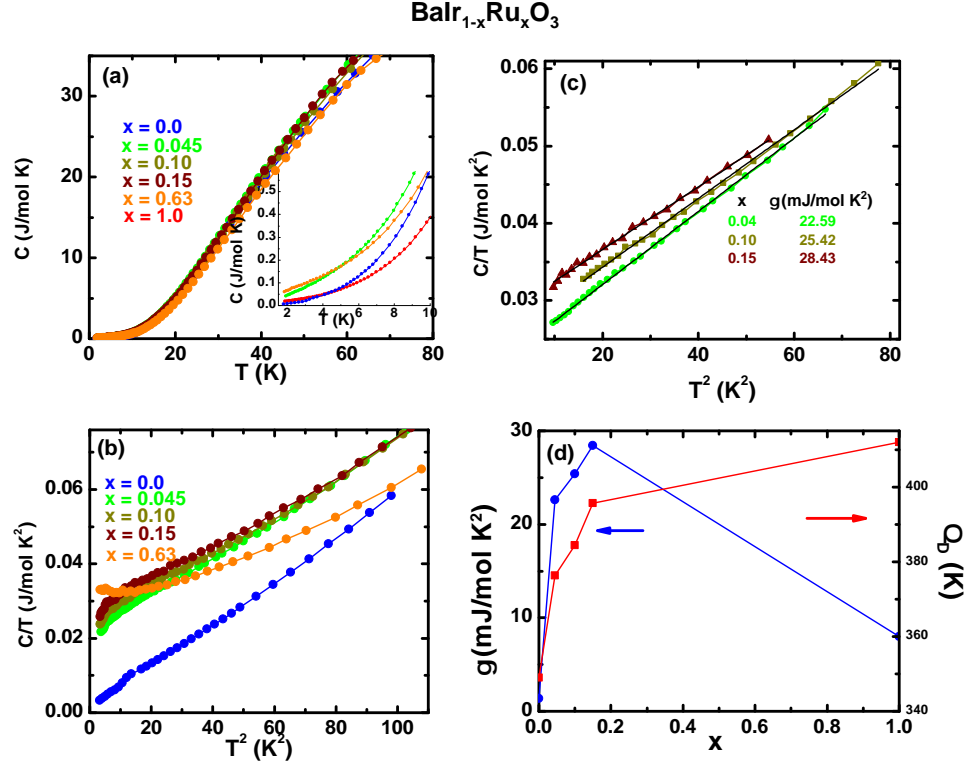 BaIr1-xRuxO3
(a)
x = 0.0
x = 0.045
x = 0.10
x = 0.15
x = 0.63
x = 1.0
C (J/mol K)
0 10 20 30
0 20 40 60 80
T (K)
C (J/mol K)
0.0 0.1 0.2 0.3 0.4 0.5
2 4 6 8 10
T (K)
(c)
C/T (J/mol K2)
0.03 0.04 0.05 0.06
20 40 60 80
T2 (K2)
x g(mJ/mol K2)
0.04 22.59
0.10 25.42
0.15 28.43
(b)
x = 0.0
x = 0.045
x = 0.10
x = 0.15
x = 0.63
C/T (J/mol K2)
0.00 0.02 0.04 0.06
0 20 40 60 80 100
T2 (K2)
(d)
g(mJ/mol K2)
0 10 20 30
0.0 0.2 0.4 0.6 0.8 1.0
x
340 360 380 400
QD (K)